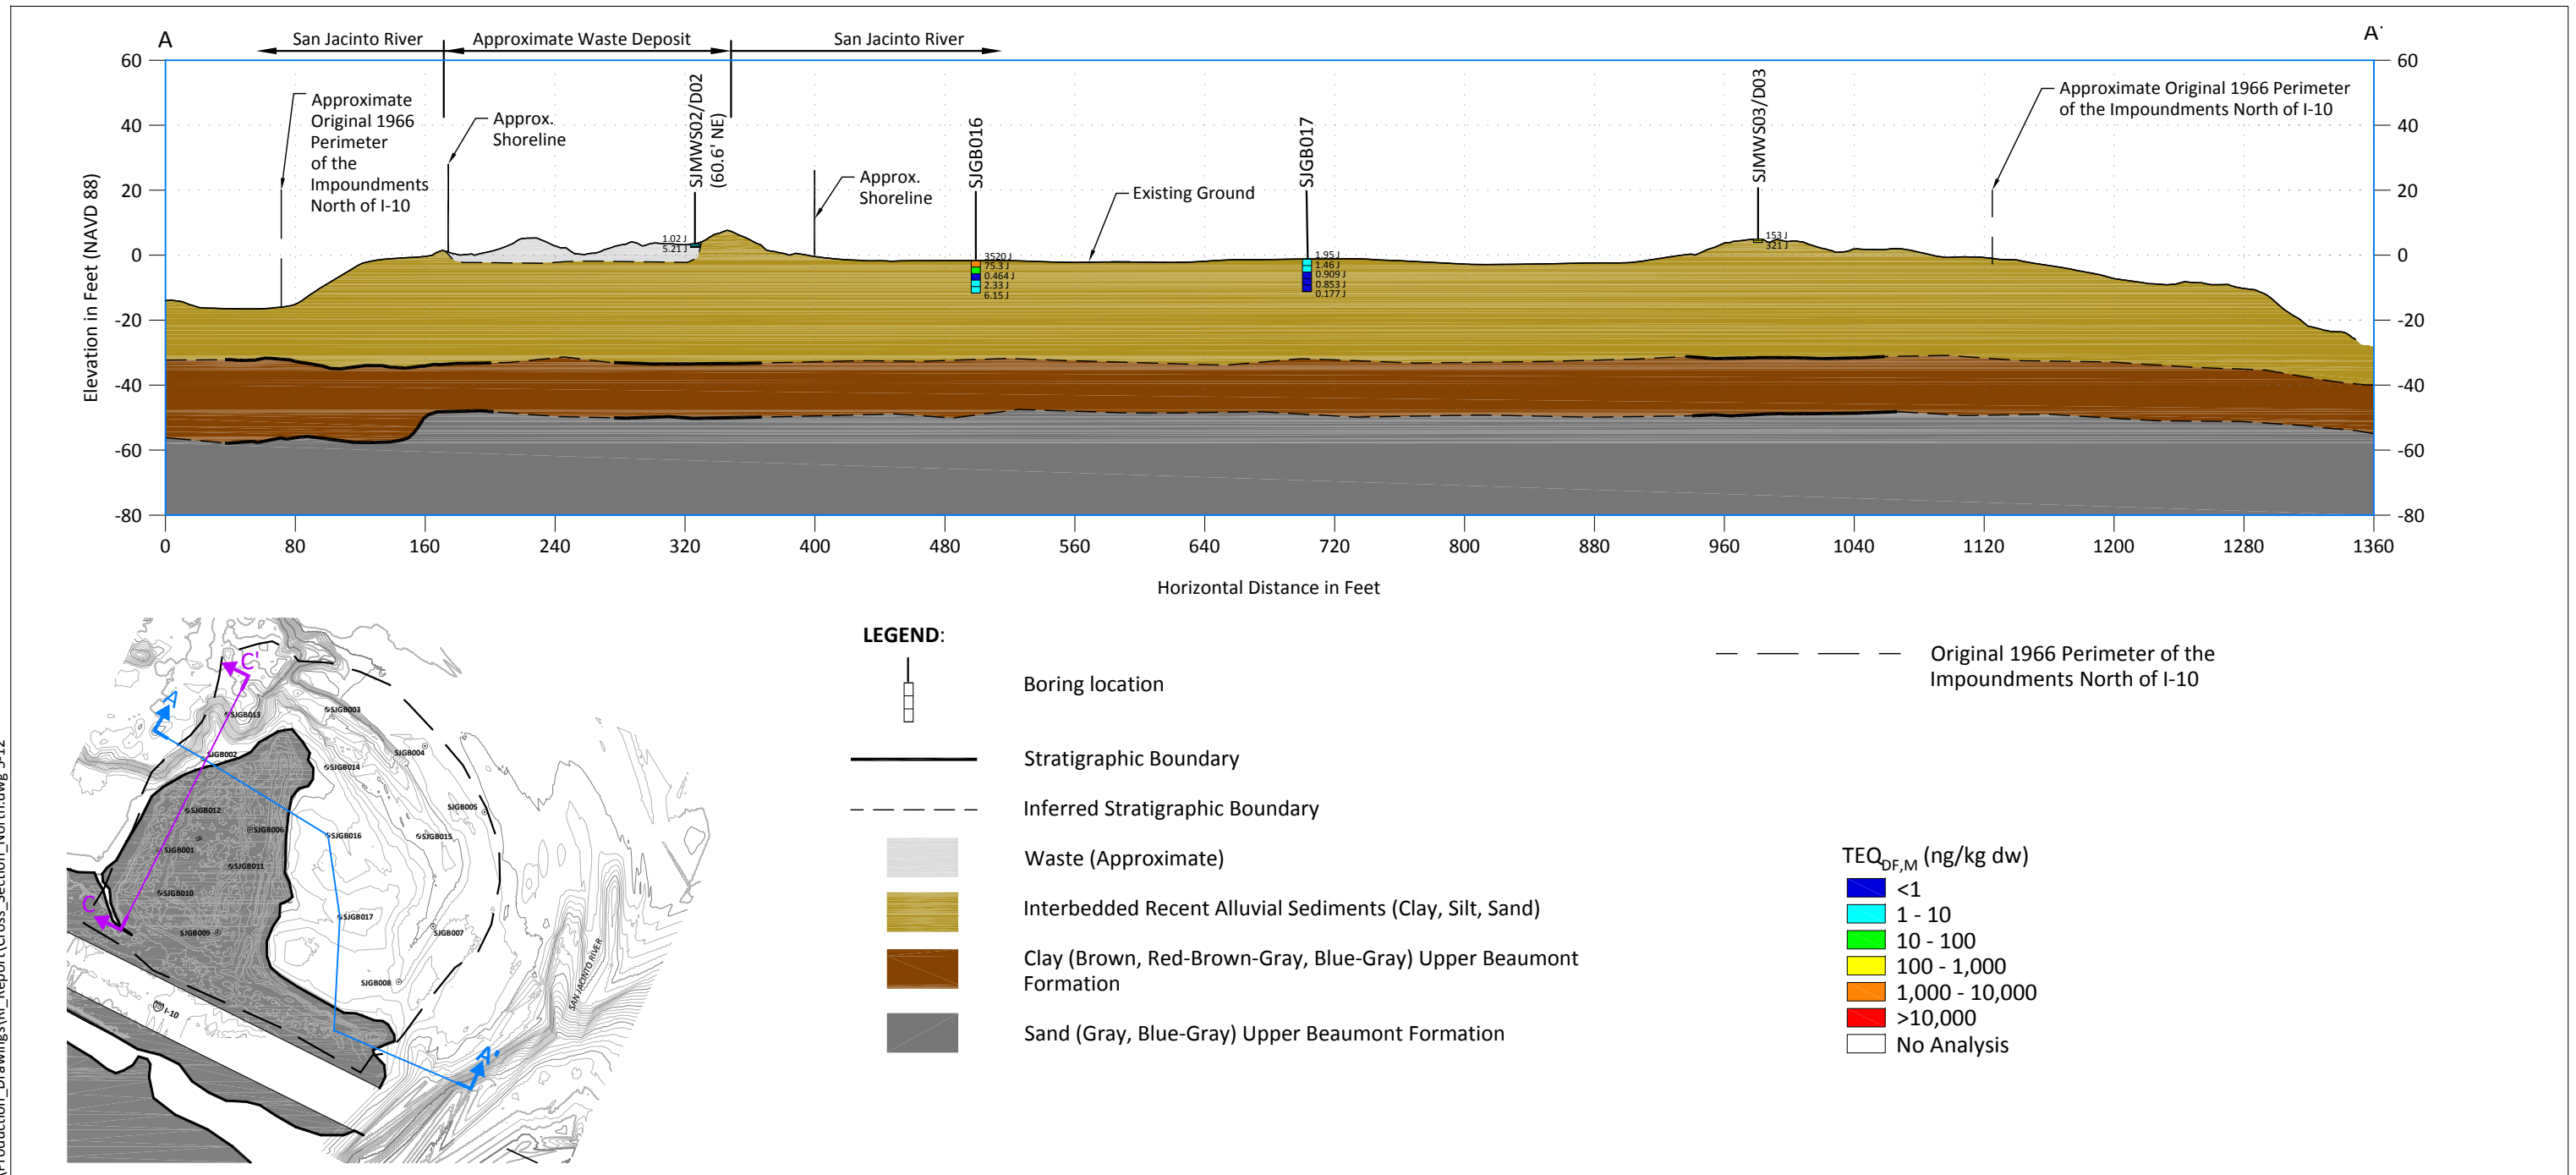 A
A'
San Jacinto River
Approximate Waste Deposit
San Jacinto River
60
40
20
0
-20
-40
-60
-80
60
40
20
0
-20
-40
-60
-80
Elevation in Feet (NAVD 88)
Approximate
Original 1966
Perimeter
of the
Impoundments
North of I-10
Approx.
Shoreline
SJMWS02/D02
(60.6' NE)
1.02 J
5.21 J
Approx.
Shoreline
SJGB016
3520 J
75.3 J
0.464 J
2.33 J
6.15 J
Existing Ground
SJGB017
1.95 J
1.46 J
0.909 J
0.853 J
0.177 J
SJMWS03/D03
153 J
321 J
Approximate Original 1966 Perimeter
of the Impoundments North of I-10
0
80
160
240
320
400
480
560
640
720
800
880
960
1040
1120
1200
1280
1360
Horizontal Distance in Feet
C'
A
SJGB013
SJGB003
SJGB002
SJGB004
SJGB014
SJGB005
SJGB012
SJGB006
SJGB016
SJGB015
SJGB001
SJGB011
SJGB010
C
SJGB017
SJGB009
SJGB007
SJGB008
SAN JACINTO RIVER
I-10
A'
LEGEND:
Boring location
Stratigraphic Boundary
Inferred Stratigraphic Boundary
Waste (Approximate)
Interbedded Recent Alluvial Sediments (Clay, Silt, Sand)
Clay (Brown, Red-Brown-Gray, Blue-Gray) Upper Beaumont
Formation
Sand (Gray, Blue-Gray) Upper Beaumont Formation
Original 1966 Perimeter of the
Impoundments North of I-10
TEQDF,M (ng/kg dw)
<1
1 - 10
10 - 100
100 - 1,000
1,000 - 10,000
>10,000
No Analysis